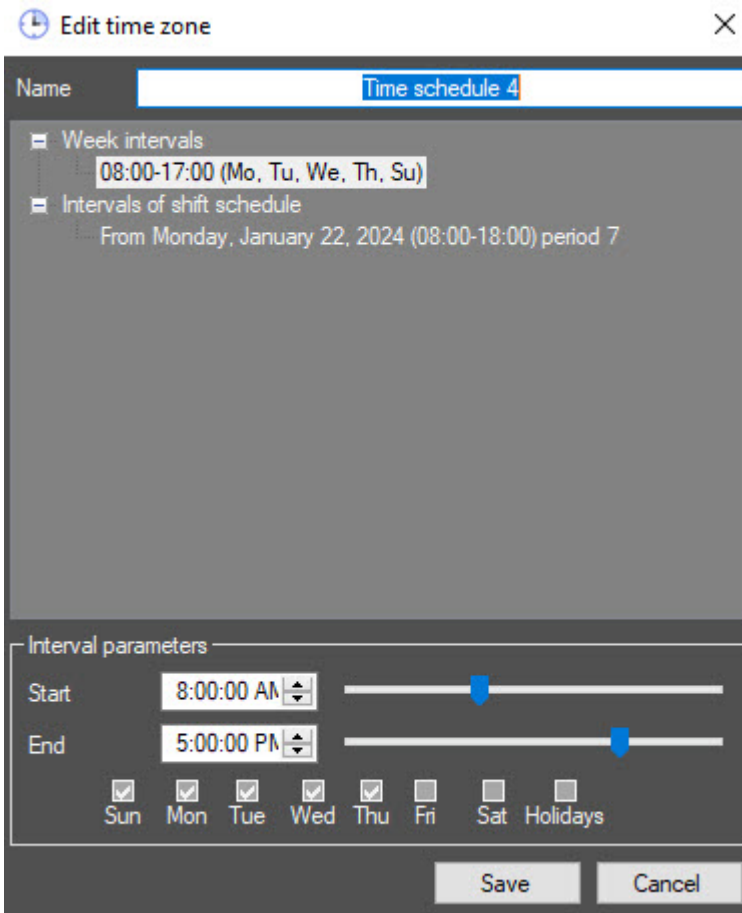 Edit time zone
Name Time schedule 4
Week intervals
08:00-17:00 (Mo, Tu, We, Th, Su)
Intervals of shift schedule
From Monday, January 22, 2024 (08:00-18:00) period 7
Interval parameters
Start 8:00:00 AM
End 5:00:00 PM
Sun Mon Tue Wed Thu Fri Sat Holidays
Save Cancel